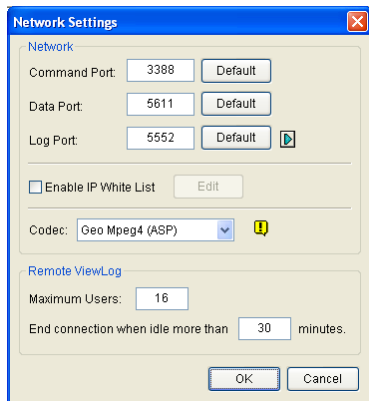 Network Settings
Network
Command Port: 3388 Default
Data Port: 5611 Default
Log Port: 5552 Default
Enable IP White List Edit
Codec: Geo Mpeg4 (ASP)
Remote ViewLog
Maximum Users: 16
End connection when idle more than 30 minutes.
OK Cancel